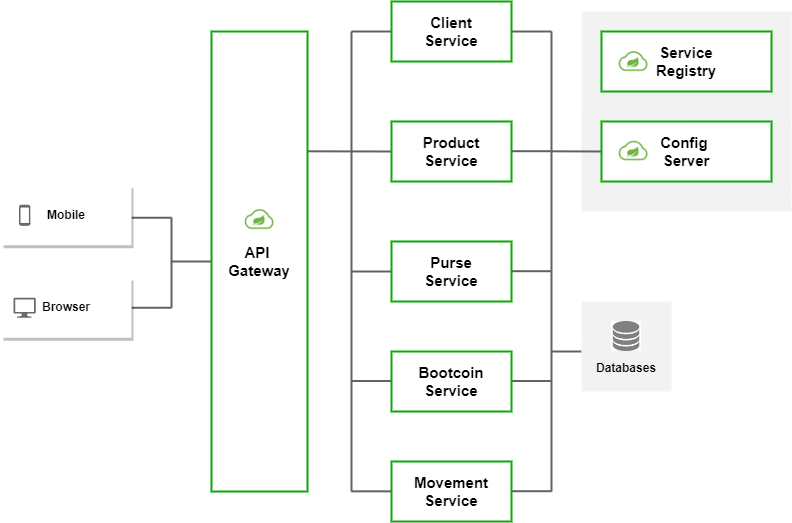 Mobile
Browser
API
Gateway
Client
Service
Product
Service
Purse
Service
Bootcoin
Service
Movement
Service
Service
Registry
Config
Server
Databases